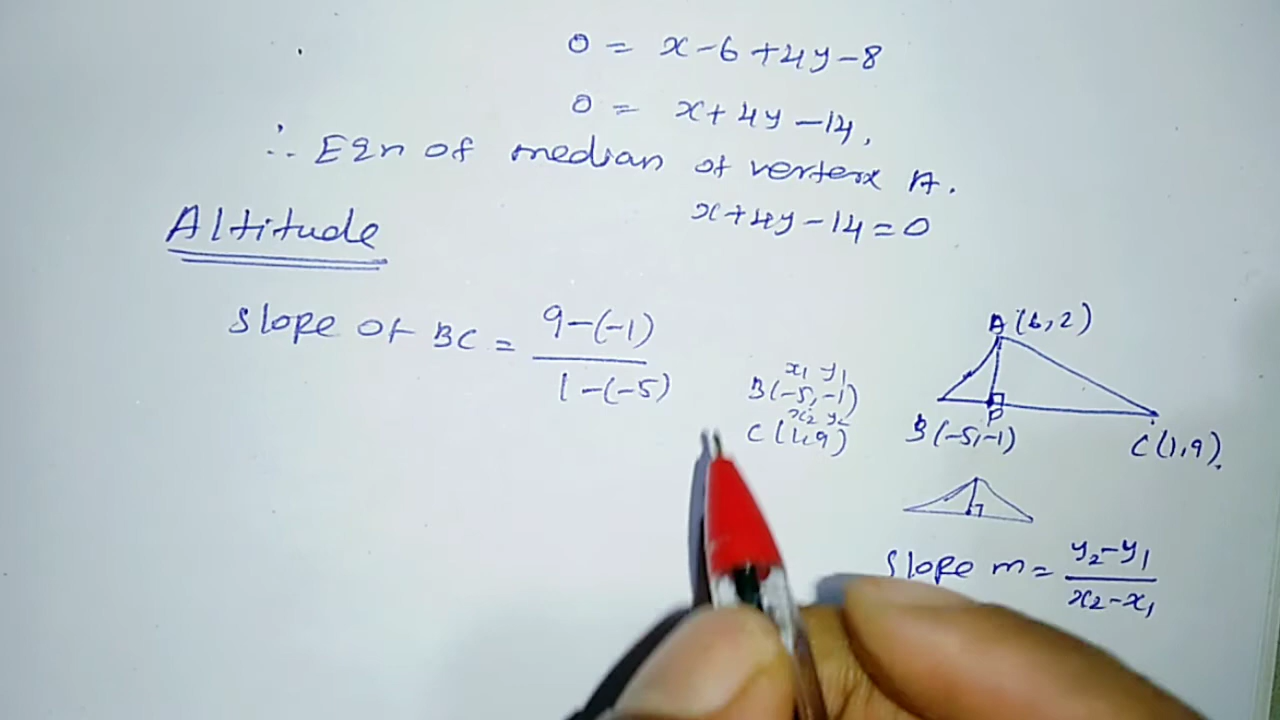 0 = x-6+4y-8
0 = x+4y-14,
∴ Eqn of median of vertex A.
x+4y-14=0
Altitude
Slope of BC = 9-(-1) / 1-(-5)
x1 y1
B(-5,-1)
x2 y2
C(1,9)
A(6,2)
D
B(-5,-1)
C(1,9).
Slope m = y2-y1 / x2-x1